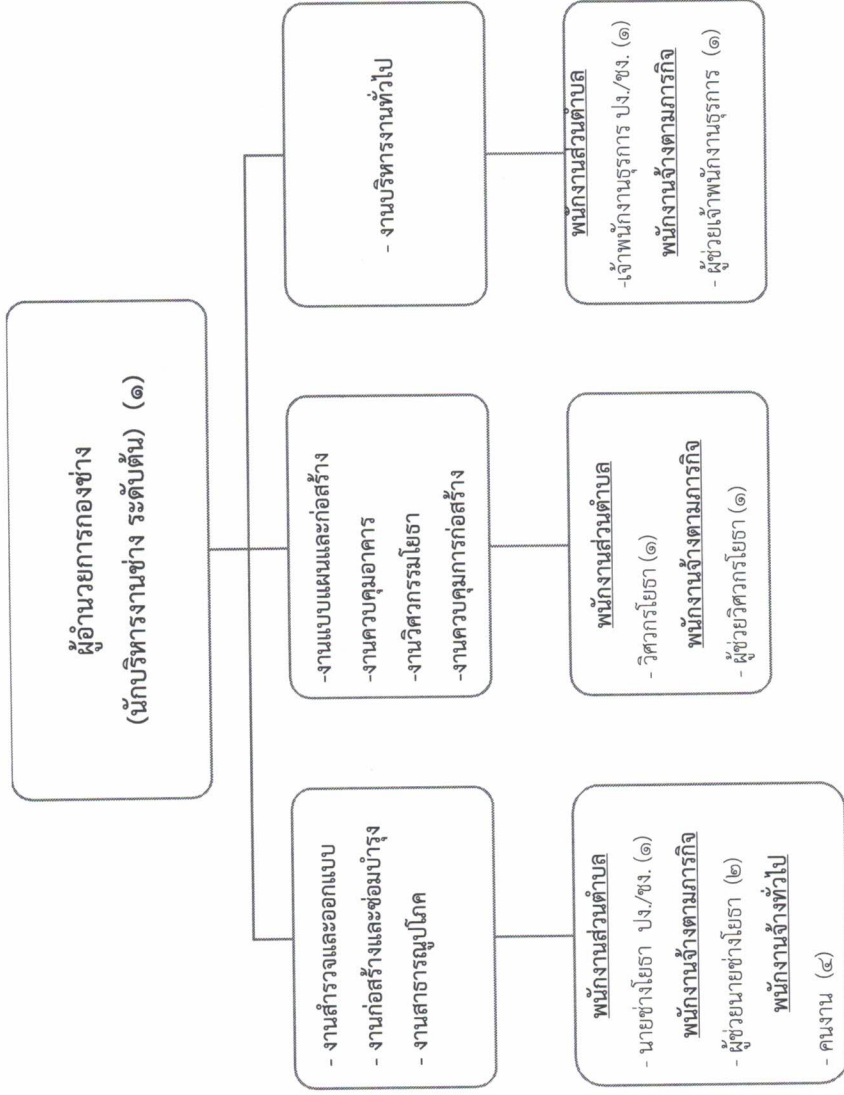 ผู้อำนวยการกองช่าง
(นักบริหารงานช่าง ระดับต้น) (๑)
- งานสำรวจและออกแบบ
- งานก่อสร้างและซ่อมบำรุง
- งานสาธารณูปโภค
-งานแบบแผนและก่อสร้าง
-งานควบคุมอาคาร
-งานวิศวกรรมโยธา
-งานควบคุมการก่อสร้าง
- งานบริหารงานทั่วไป
พนักงานส่วนตำบล
- นายช่างโยธา ปง./ชง. (๑)
พนักงานจ้างตามภารกิจ
- ผู้ช่วยนายช่างโยธา (๒)
พนักงานจ้างทั่วไป
- คนงาน (๔)
พนักงานส่วนตำบล
- วิศวกรโยธา (๑)
พนักงานจ้างตามภารกิจ
- ผู้ช่วยวิศวกรโยธา (๑)
พนักงานส่วนตำบล
-เจ้าพนักงานธุรการ ปง./ชง. (๑)
พนักงานจ้างตามภารกิจ
- ผู้ช่วยเจ้าพนักงานธุรการ (๑)